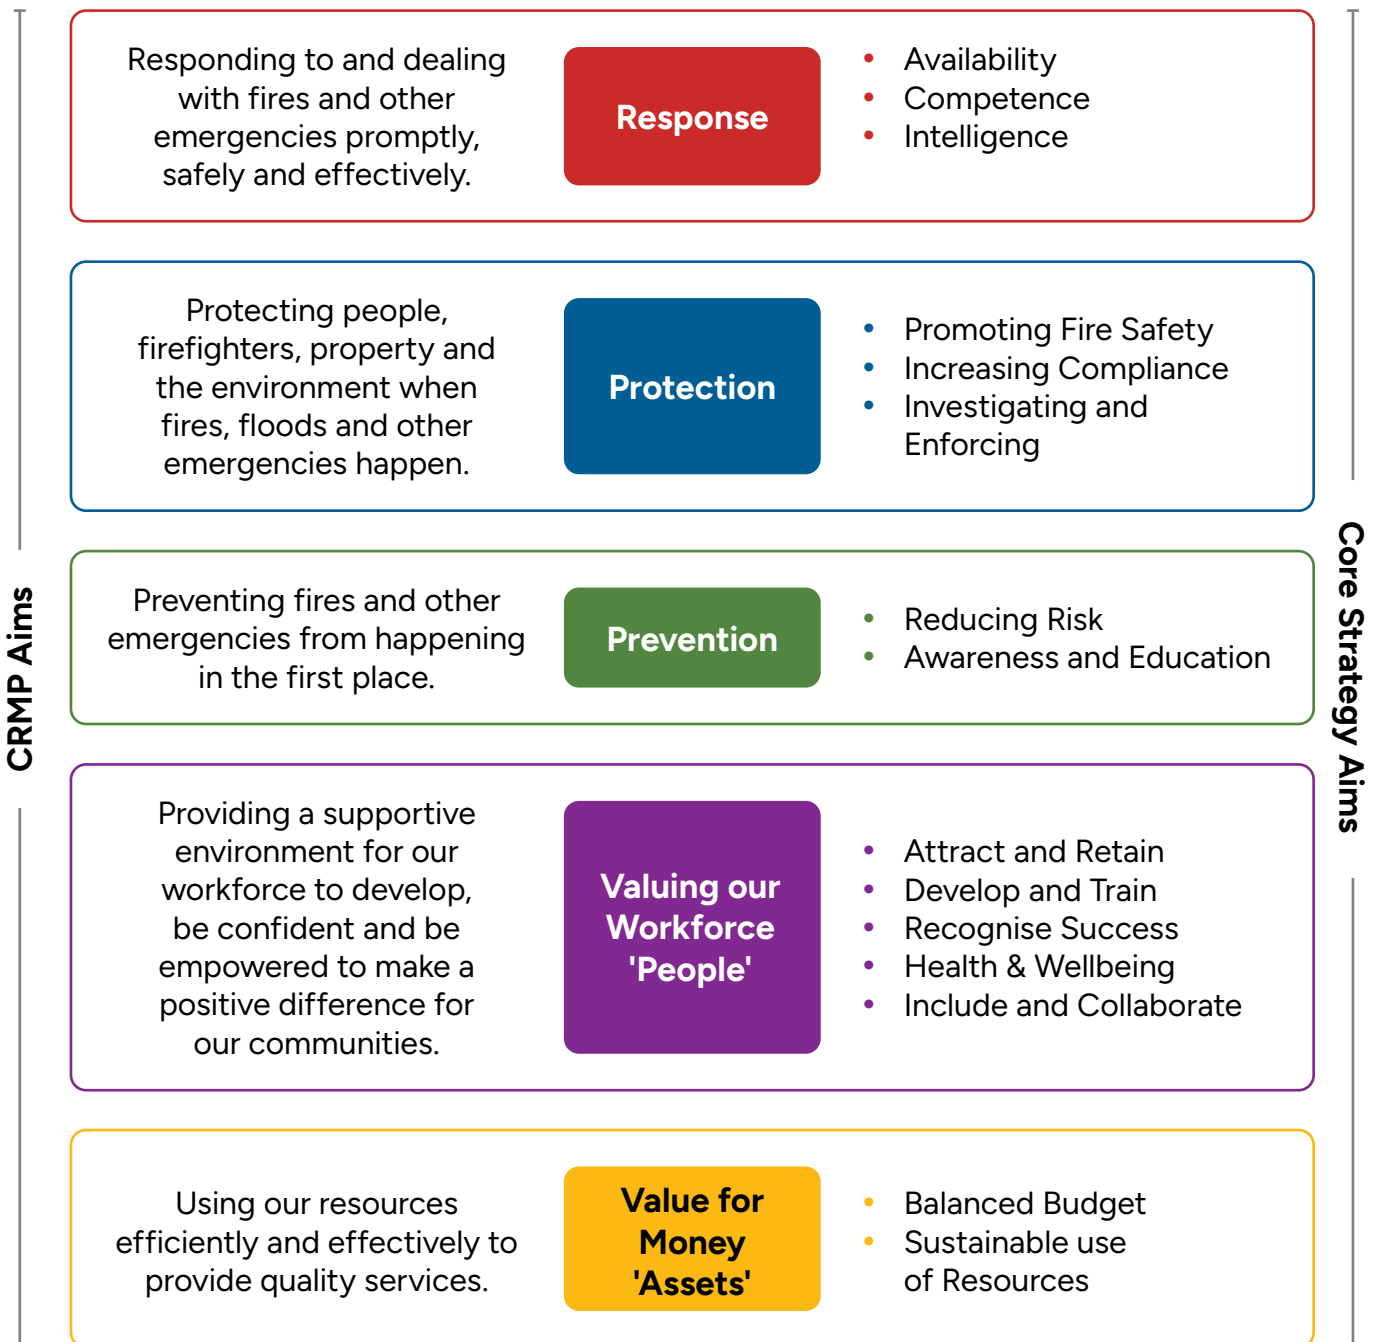 CRMP Aims
Core Strategy Aims
Responding to and dealing
with fires and other
emergencies promptly,
safely and effectively.
Response
• Availability
• Competence
• Intelligence
Protecting people,
firefighters, property and
the environment when
fires, floods and other
emergencies happen.
Protection
• Promoting Fire Safety
• Increasing Compliance
• Investigating and
Enforcing
Preventing fires and other
emergencies from happening
in the first place.
Prevention
• Reducing Risk
• Awareness and Education
Providing a supportive
environment for our
workforce to develop,
be confident and be
empowered to make a
positive difference for
our communities.
Valuing our
Workforce
'People'
• Attract and Retain
• Develop and Train
• Recognise Success
• Health & Wellbeing
• Include and Collaborate
Using our resources
efficiently and effectively to
provide quality services.
Value for
Money
'Assets'
• Balanced Budget
• Sustainable use
of Resources